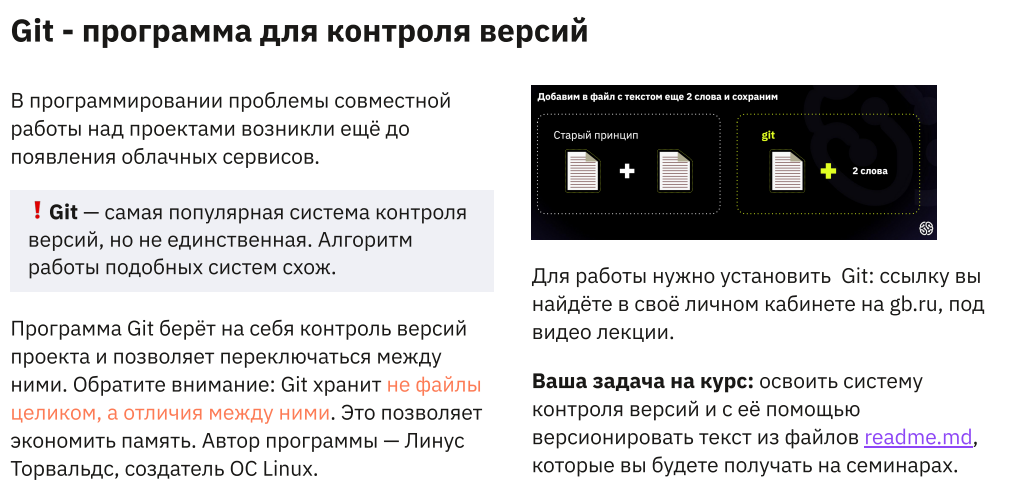 Git - программа для контроля версий
В программировании проблемы совместной
работы над проектами возникли ещё до
появления облачных сервисов.
❗ Git — самая популярная система контроля
версий, но не единственная. Алгоритм
работы подобных систем схож.
Программа Git берёт на себя контроль версий
проекта и позволяет переключаться между
ними. Обратите внимание: Git хранит не файлы
целиком, а отличия между ними. Это позволяет
экономить память. Автор программы — Линус
Торвальдс, создатель ОС Linux.
Добавим в файл с текстом еще 2 слова и сохраним
Старый принцип
git
2 слова
Для работы нужно установить  Git: ссылку вы
найдёте в своё личном кабинете на gb.ru, под
видео лекции.
Ваша задача на курс: освоить систему
контроля версий и с её помощью
версионировать текст из файлов readme.md,
которые вы будете получать на семинарах.